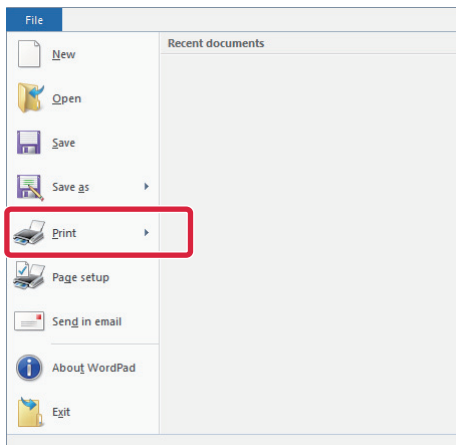 File
Recent documents
New
Open
Save
Save as
Print
Page setup
Send in email
About WordPad
Exit